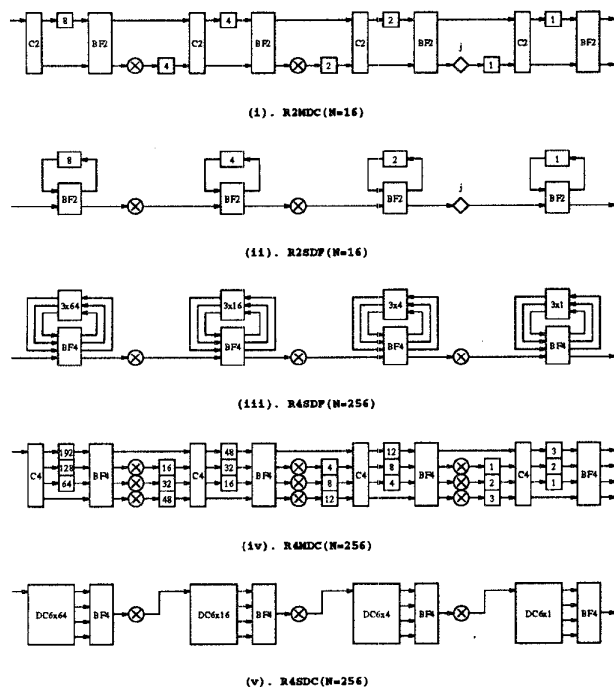 8 4 2 1
C2 BF2 C2 BF2 C2 BF2 C2 BF2
j
4 2 1
(i). R2MDC(N=16)
8 4 2 1
BF2 BF2 BF2 j BF2
(ii). R2SDF(N=16)
3x64 3x16 3x4 3x1
BF4 BF4 BF4 BF4
(iii). R4SDF(N=256)
192 48 12 3
C4 128 BF4 16 C4 32 BF4 4 C4 8 BF4 1 C4 2 BF4
64 32 16 8 4 2 1
48 12 3
(iv). R4MDC(N=256)
DC6x64 BF4 DC6x16 BF4 DC6x4 BF4 DC6x1 BF4
(v). R4SDC(N=256)